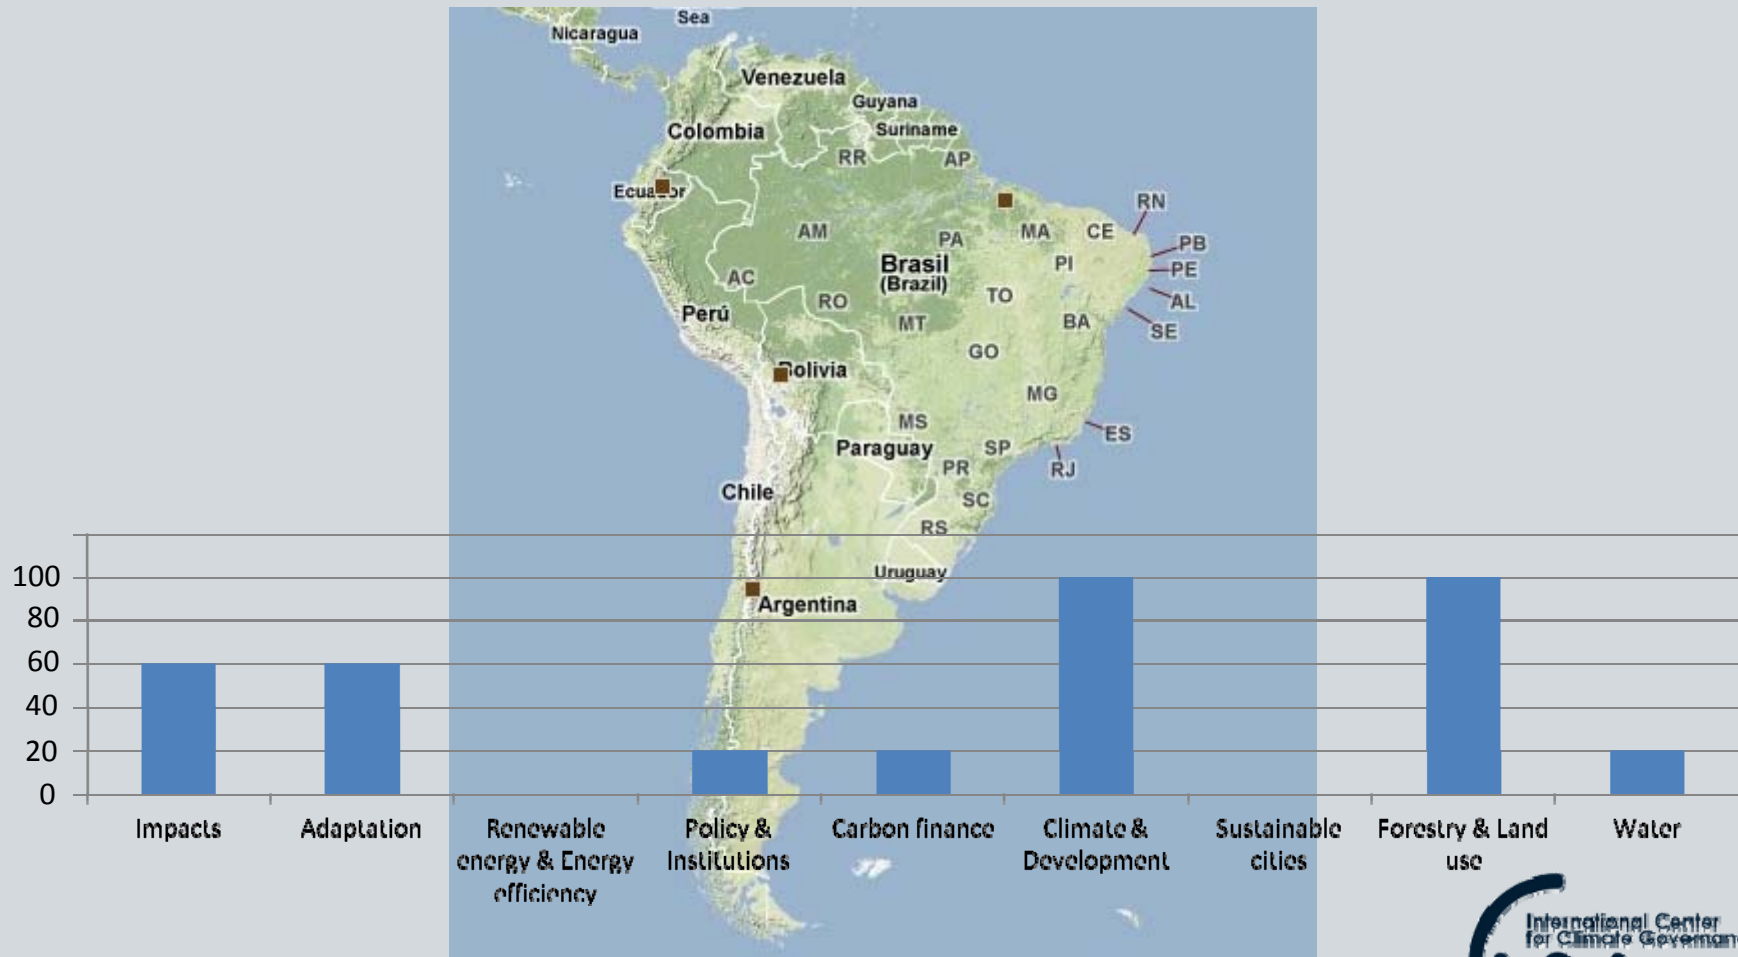 Sea
Nicaragua
Venezuela
Guyana
Colombia
Suriname
RR
AP
Ecuador
RN
AM
PA
MA
CE
PB
Brasil
(Brazil)
PI
PE
AC
RO
TO
AL
Perú
MT
BA
SE
GO
Bolivia
MG
MS
ES
Paraguay
SP
PR
RJ
Chile
SC
RS
Uruguay
Argentina
100
80
60
40
20
0
Impacts
Adaptation
Renewable
energy & Energy
efficiency
Policy &
Institutions
Carbon finance
Climate &
Development
Sustainable
cities
Forestry & Land
use
Water
International Center
for Climate Governan